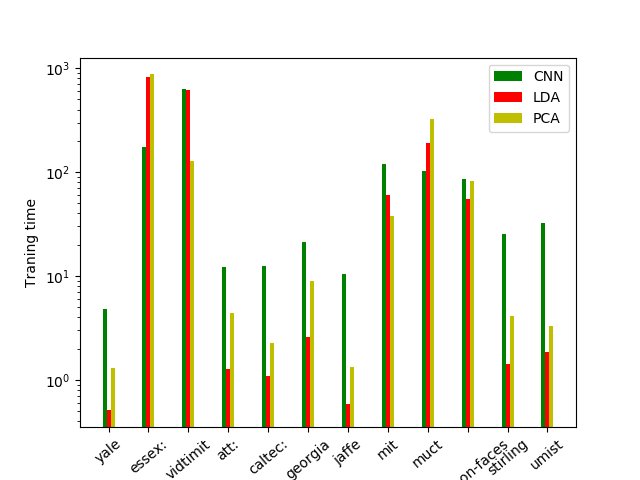 10³
10²
10¹
10⁰
Traning time
CNN
LDA
PCA
yale
essex:
vidtimit
att:
caltec:
georgia
jaffe
mit
muct
on-faces
stirling
umist